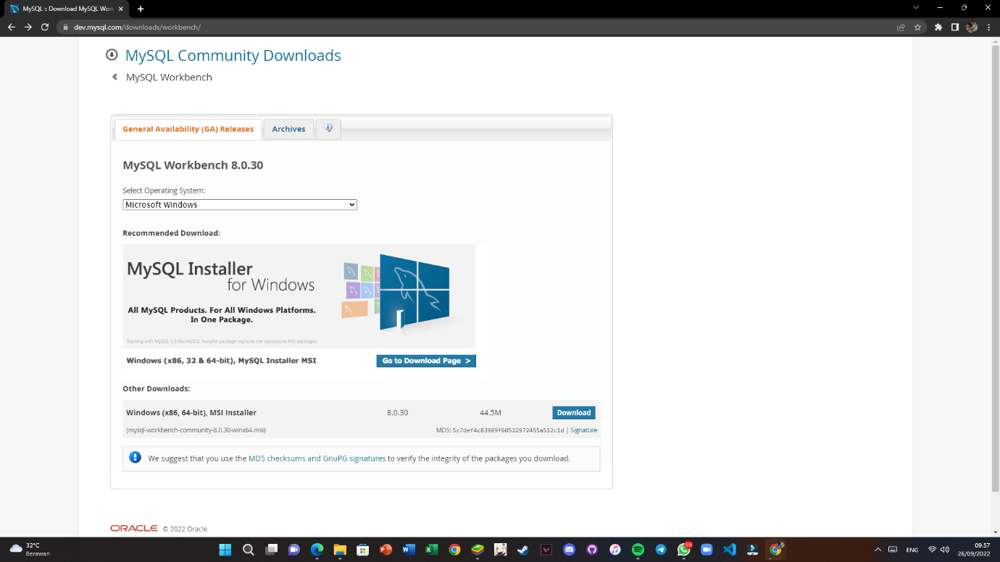 MySQL :: Download MySQL Work
dev.mysql.com/downloads/workbench/
MySQL Community Downloads
MySQL Workbench
General Availability (GA) Releases
Archives
MySQL Workbench 8.0.30
Select Operating System:
Microsoft Windows
Recommended Download:
MySQL Installer
for Windows
All MySQL Products. For All Windows Platforms.
In One Package.
Starting with MySQL 5.6 the MySQL Installer package replaces the standalone MSI packages.
Windows (x86, 32 & 64-bit), MySQL Installer MSI
Go to Download Page >
Other Downloads:
Windows (x86, 64-bit), MSI Installer 8.0.30 44.5M Download
(mysql-workbench-community-8.0.30-winx64.msi) MD5: 5c7def4c83989f60522972455a512c1d | Signature
We suggest that you use the MD5 checksums and GnuPG signatures to verify the integrity of the packages you download.
ORACLE © 2022 Oracle
32°C
Berawan
99
ENG
09.57
26/09/2022